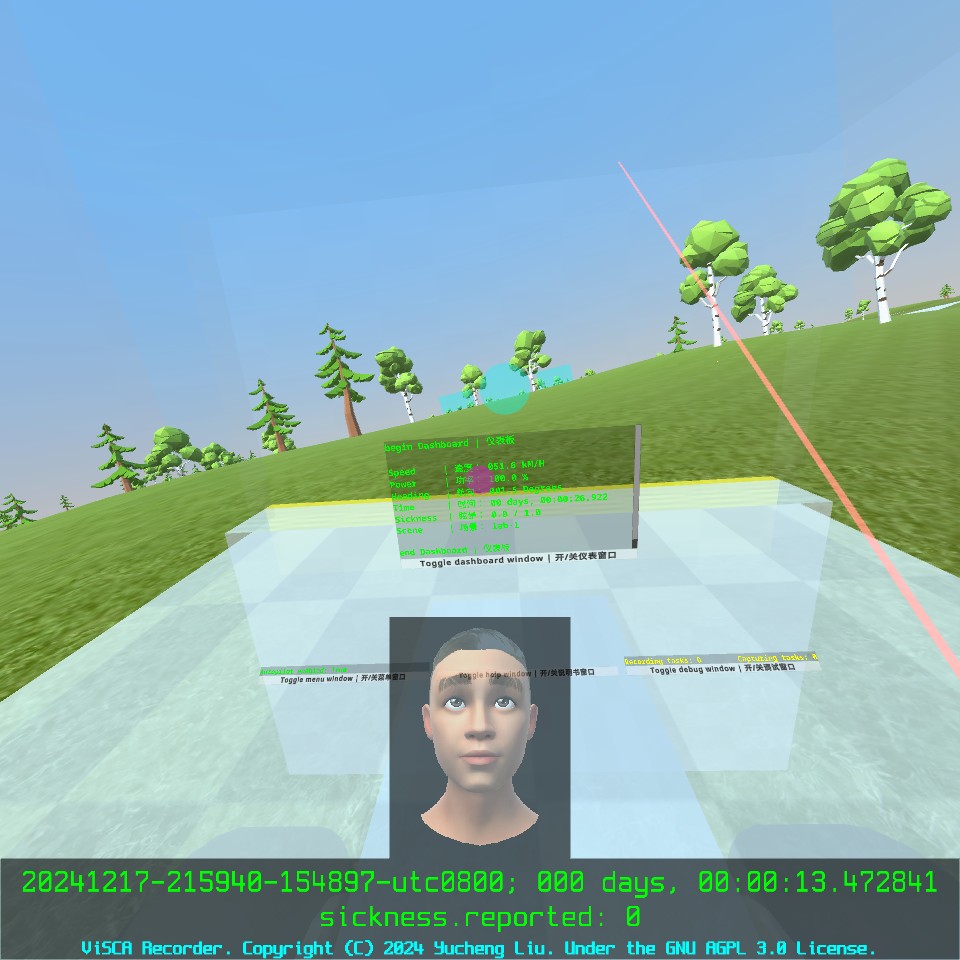 begin Dashboard | 仪表板
Speed | 速度: 051.6 kM/H
Power | 功率: 100.0 %
Heading Degrees
Time | 时间: 00 days, 00:00:26.922
Sickness | 0.0 / 1.0
Scene | 场景: lab-1
end Dashboard | 仪表板
Toggle dashboard window | 开/关仪表窗口
Recording tasks: 0 Capturing tasks: 0
Toggle menu window | 开/关菜单窗口
Toggle help window | 开/关说明书窗口
Toggle debug window | 开/关调试窗口
20241217-215940-154897-utc0800; 000 days, 00:00:13.472841
sickness.reported: 0
ViSCA Recorder. Copyright (C) 2024 Yucheng Liu. Under the GNU AGPL 3.0 License.